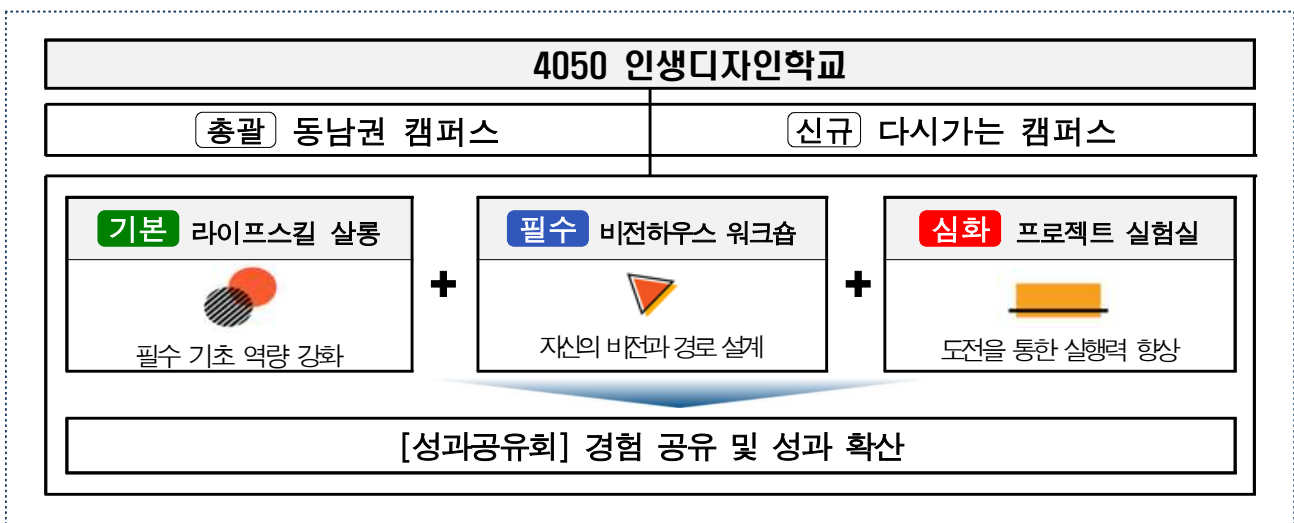 4050 인생디자인학교
총괄 동남권 캠퍼스
신규 다시가는 캠퍼스
기본 라이프스킬 살롱
필수 기초 역량 강화
+
필수 비전하우스 워크숍
자신의 비전과 경로 설계
+
심화 프로젝트 실험실
도전을 통한 실행력 향상
[성과공유회] 경험 공유 및 성과 확산